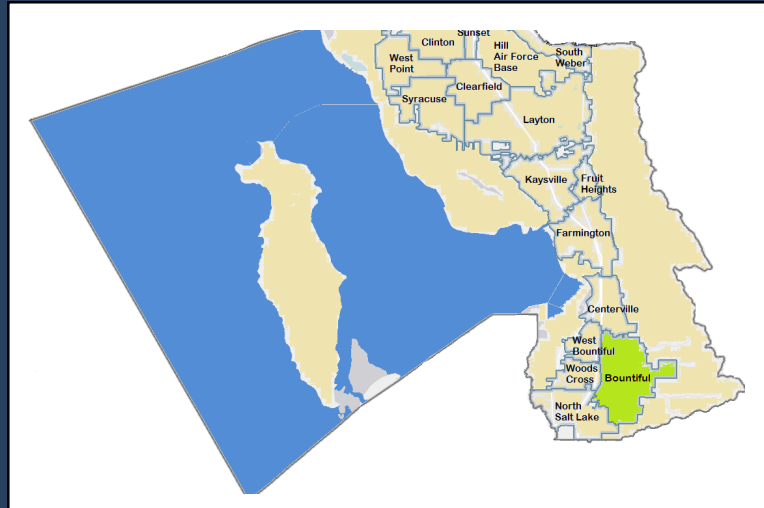 Sunset
Clinton
Hill
Air Force
Base
South
Weber
West
Point
Clearfield
Syracuse
Layton
Kaysville
Fruit
Heights
Farmington
Centerville
West
Bountiful
Woods
Cross
Bountiful
North
Salt Lake